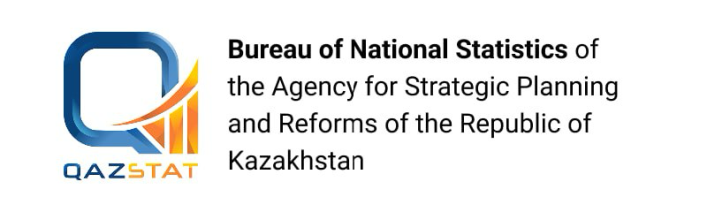 QAZSTAT
Bureau of National Statistics of
the Agency for Strategic Planning
and Reforms of the Republic of
Kazakhstan